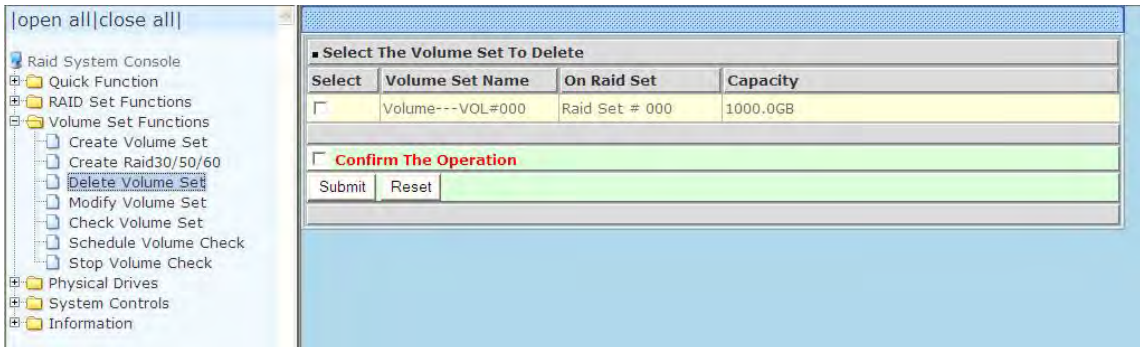 |open all|close all|
Raid System Console
Quick Function
RAID Set Functions
Volume Set Functions
Create Volume Set
Create Raid30/50/60
Delete Volume Set
Modify Volume Set
Check Volume Set
Schedule Volume Check
Stop Volume Check
Physical Drives
System Controls
Information
Select The Volume Set To Delete
Select Volume Set Name On Raid Set Capacity
Volume---VOL#000 Raid Set # 000 1000.0GB
Confirm The Operation
Submit Reset